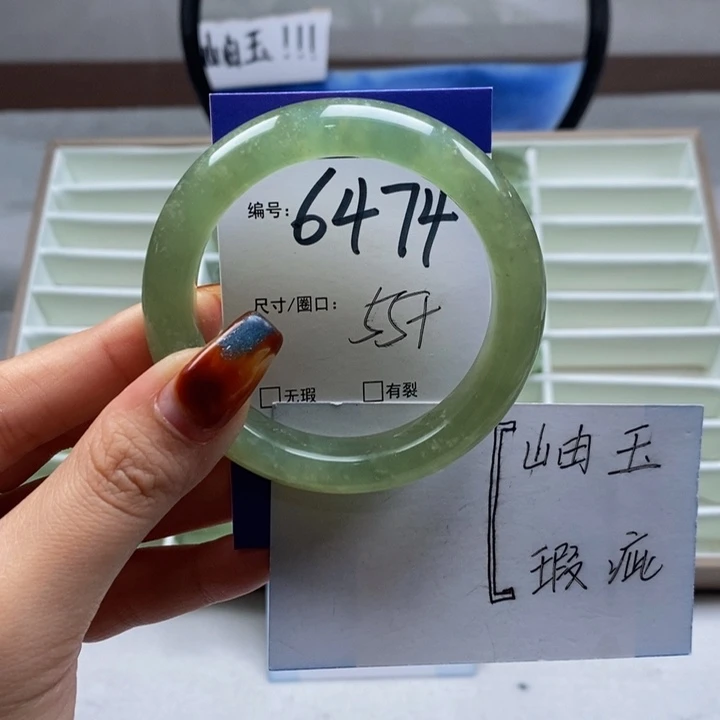 岫玉!!!
编号: 6474
尺寸/圈口: 55+
□无瑕 □有裂
岫玉
瑕疵